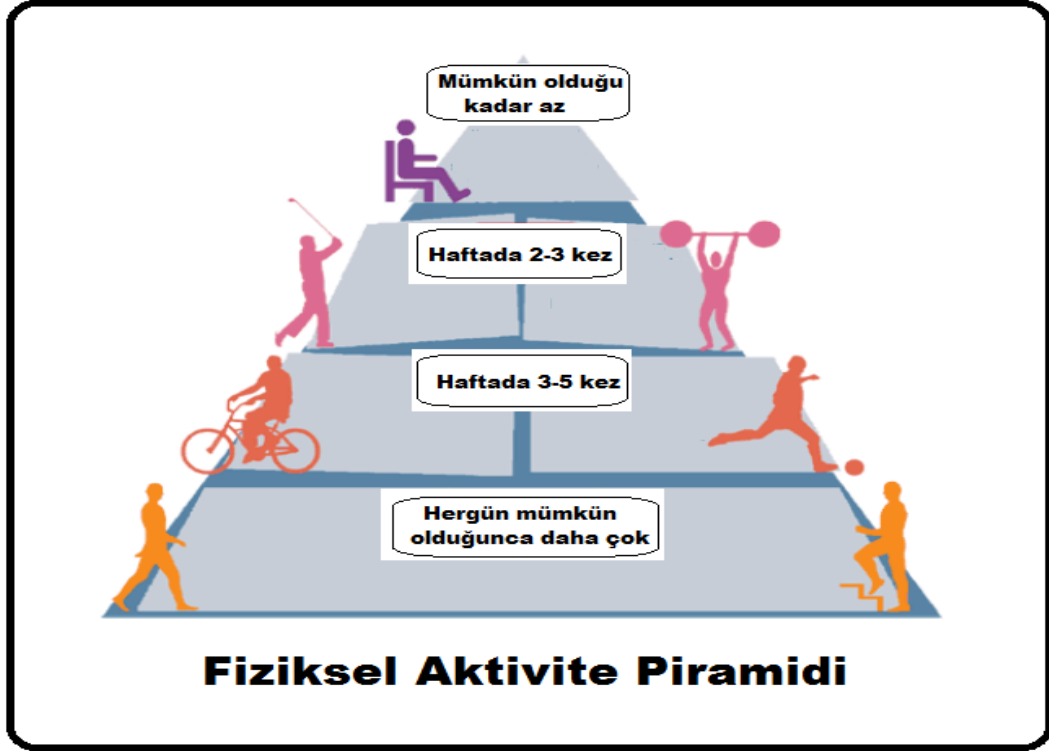 Mümkün olduğu
kadar az
Haftada 2-3 kez
Haftada 3-5 kez
Hergün mümkün
olduğunca daha çok
Fiziksel Aktivite Piramidi